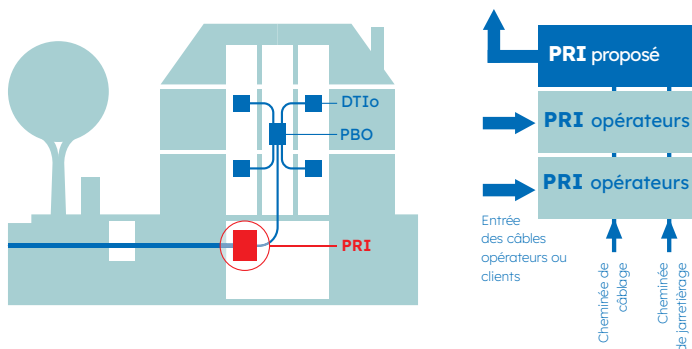 DTIo
PBO
PRI
PRI proposé
PRI opérateurs
PRI opérateurs
Entrée
des câbles
opérateurs ou
clients
Cheminée de
câblage
Cheminée
de jarretièrage